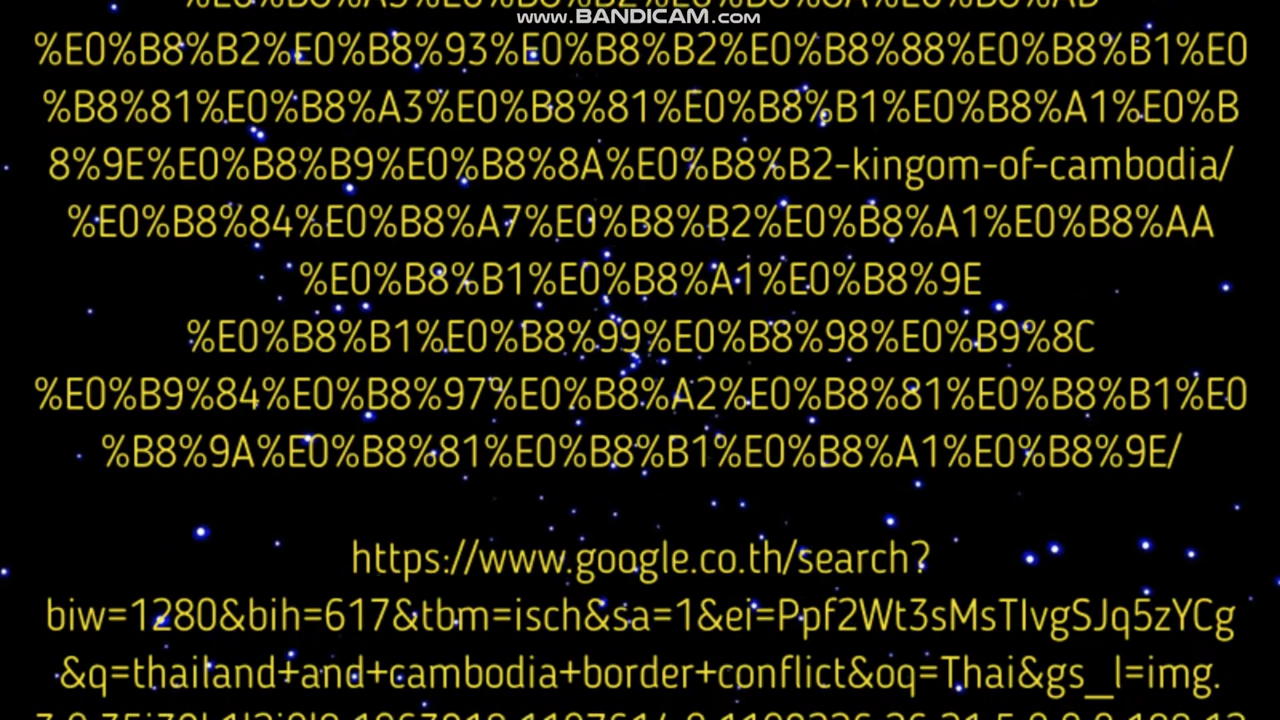 www.BANDICAM.com
%E0%B8%B2%E0%B8%93%E0%B8%B2%E0%B8%88%E0%B8%B1%E0
%B8%81%E0%B8%A3%E0%B8%81%E0%B8%B1%E0%B8%A1%E0%B
8%9E%E0%B8%B9%E0%B8%8A%E0%B8%B2-kingom-of-cambodia/
%E0%B8%84%E0%B8%A7%E0%B8%B2%E0%B8%A1%E0%B8%AA
%E0%B8%B1%E0%B8%A1%E0%B8%9E
%E0%B8%B1%E0%B8%99%E0%B8%98%E0%B9%8C
%E0%B9%84%E0%B8%97%E0%B8%A2%E0%B8%81%E0%B8%B1%E0
%B8%9A%E0%B8%81%E0%B8%B1%E0%B8%A1%E0%B8%9E/
https://www.google.co.th/search?
biw=1280&bih=617&tbm=isch&sa=1&ei=Ppf2Wt3sMsTIvgSJq5zYCg
&q=thailand+and+cambodia+border+conflict&oq=Thai&gs_l=img.